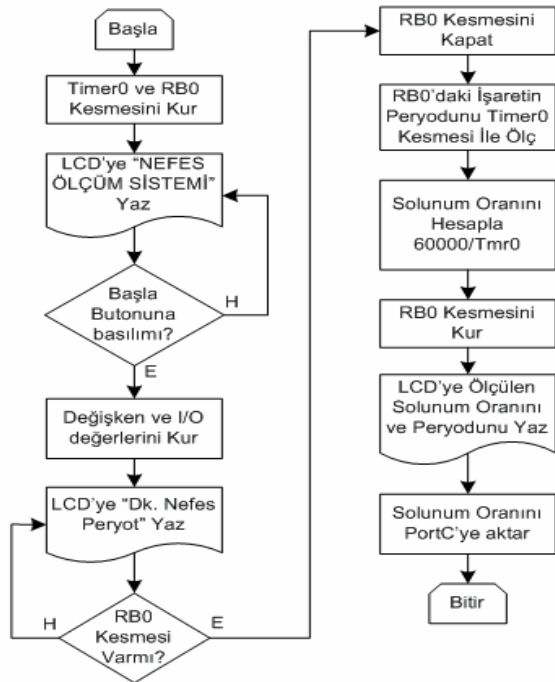 Başla
Timer0 ve RB0
Kesmesini Kur
LCD'ye "NEFES
ÖLÇÜM SİSTEMİ"
Yaz
Başla
Butonuna
basılımı?
H
E
Değişken ve I/O
değerlerini Kur
LCD'ye "Dk. Nefes
Peryot" Yaz
RB0
Kesmesi
Varmı?
H
E
RB0 Kesmesini
Kapat
RB0'daki İşaretin
Peryodunu Timer0
Kesmesi İle Ölç
Solunum Oranını
Hesapla
60000/Tmr0
RB0 Kesmesini
Kur
LCD'ye Ölçülen
Solunum Oranını
ve Peryodunu Yaz
Solunum Oranını
PortC'ye aktar
Bitir